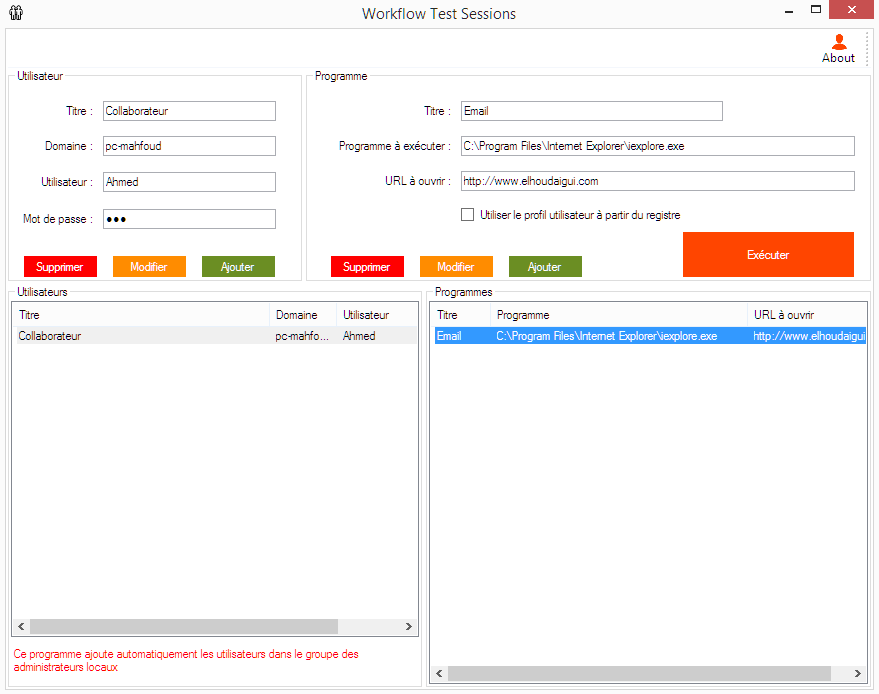 Workflow Test Sessions
About
Utilisateur
Titre : Collaborateur
Domaine : pc-mahfoud
Utilisateur : Ahmed
Mot de passe : ●●●
Supprimer Modifier Ajouter
Programme
Titre : Email
Programme à exécuter : C:\Program Files\Internet Explorer\iexplore.exe
URL à ouvrir : http://www.elhoudaigui.com
Utiliser le profil utilisateur à partir du registre
Supprimer Modifier Ajouter
Exécuter
Utilisateurs
Titre Domaine Utilisateur
Collaborateur pc-mahfo... Ahmed
Ce programme ajoute automatiquement les utilisateurs dans le groupe des
administrateurs locaux
Programmes
Titre Programme URL à ouvrir
Email C:\Program Files\Internet Explorer\iexplore.exe http://www.elhoudaigui